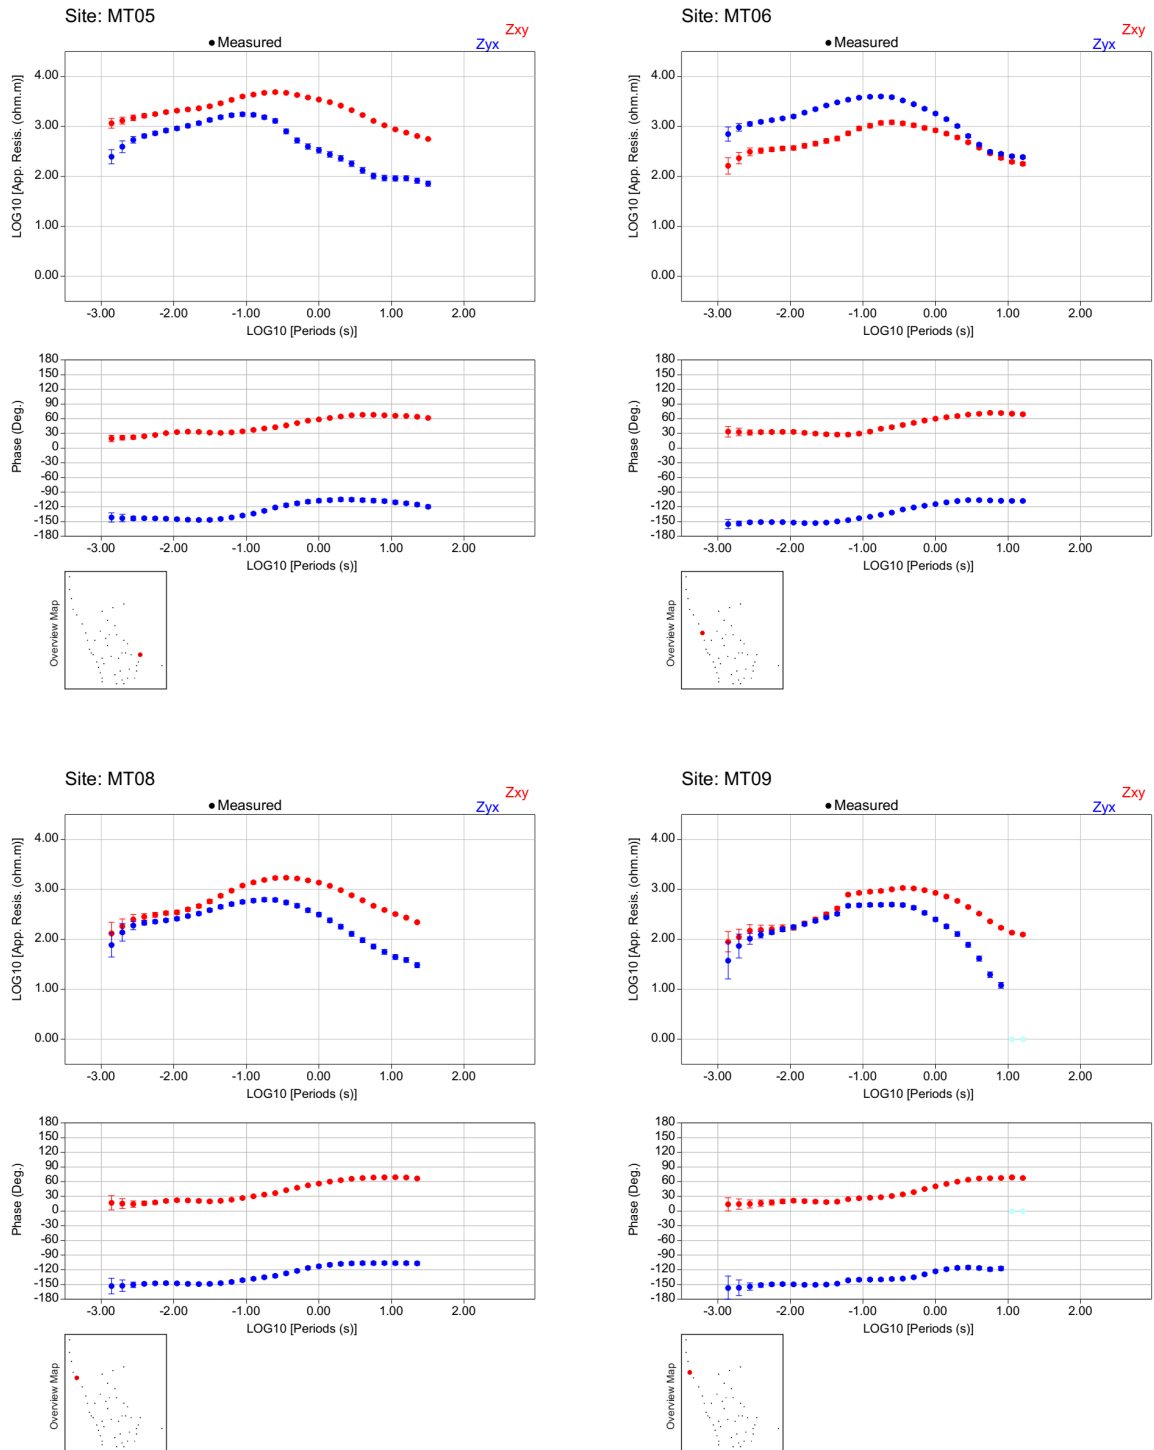 Site: MT05
Measured
Zxy
Zyx
LOG10 [App. Resis. (ohm.m)]
4.00
3.00
2.00
1.00
0.00
-3.00 -2.00 -1.00 0.00 1.00 2.00
LOG10 [Periods (s)]
Phase (Deg.)
180
150
120
90
60
30
0
-30
-60
-90
-120
-150
-180
-3.00 -2.00 -1.00 0.00 1.00 2.00
LOG10 [Periods (s)]
Overview Map
Site: MT06
Measured
Zxy
Zyx
LOG10 [App. Resis. (ohm.m)]
4.00
3.00
2.00
1.00
0.00
-3.00 -2.00 -1.00 0.00 1.00 2.00
LOG10 [Periods (s)]
Phase (Deg.)
180
150
120
90
60
30
0
-30
-60
-90
-120
-150
-180
-3.00 -2.00 -1.00 0.00 1.00 2.00
LOG10 [Periods (s)]
Overview Map
Site: MT08
Measured
Zxy
Zyx
LOG10 [App. Resis. (ohm.m)]
4.00
3.00
2.00
1.00
0.00
-3.00 -2.00 -1.00 0.00 1.00 2.00
LOG10 [Periods (s)]
Phase (Deg.)
180
150
120
90
60
30
0
-30
-60
-90
-120
-150
-180
-3.00 -2.00 -1.00 0.00 1.00 2.00
LOG10 [Periods (s)]
Overview Map
Site: MT09
Measured
Zxy
Zyx
LOG10 [App. Resis. (ohm.m)]
4.00
3.00
2.00
1.00
0.00
-3.00 -2.00 -1.00 0.00 1.00 2.00
LOG10 [Periods (s)]
Phase (Deg.)
180
150
120
90
60
30
0
-30
-60
-90
-120
-150
-180
-3.00 -2.00 -1.00 0.00 1.00 2.00
LOG10 [Periods (s)]
Overview Map